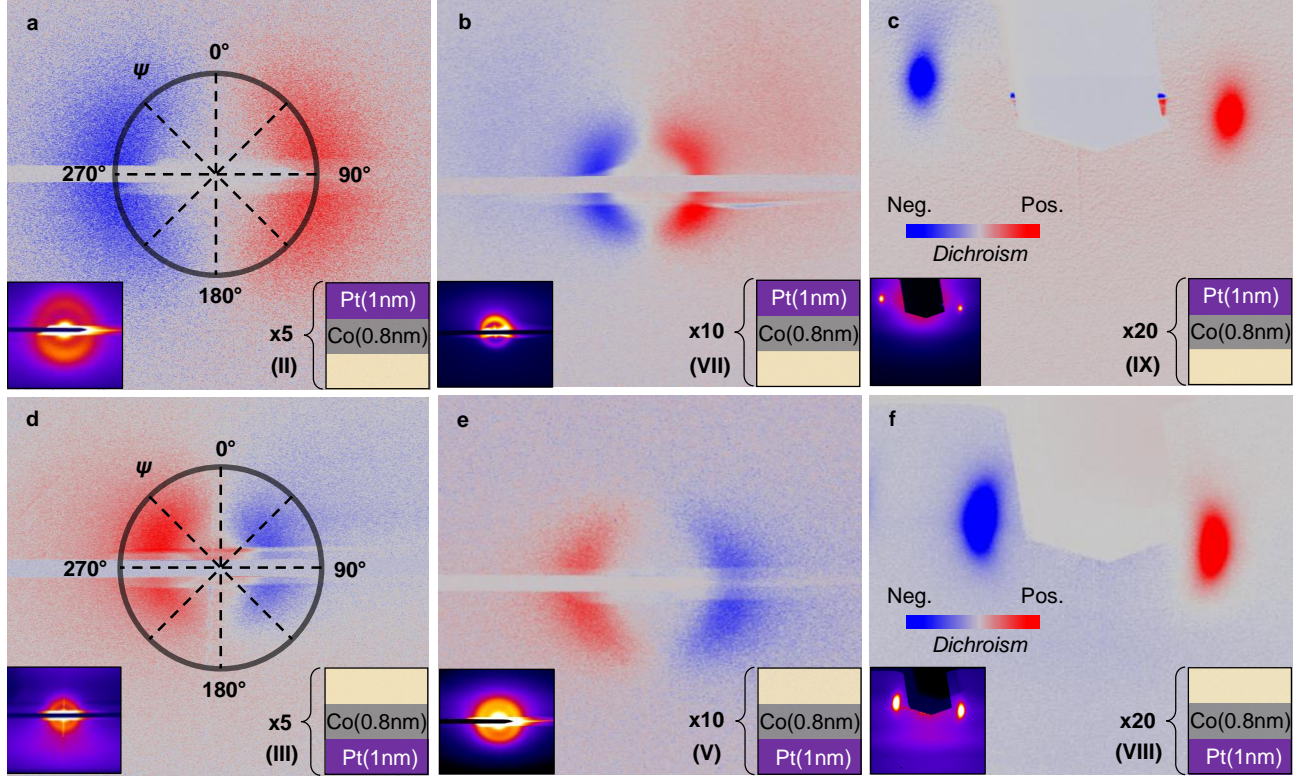 a
0°
ψ
270°
90°
180°
x5
(II)
Pt(1nm)
Co(0.8nm)
b
x10
(VII)
Pt(1nm)
Co(0.8nm)
c
Neg. Pos.
Dichroism
x20
(IX)
Pt(1nm)
Co(0.8nm)
d
0°
ψ
270°
90°
180°
x5
(III)
Co(0.8nm)
Pt(1nm)
e
x10
(V)
Co(0.8nm)
Pt(1nm)
f
Neg. Pos.
Dichroism
x20
(VIII)
Co(0.8nm)
Pt(1nm)